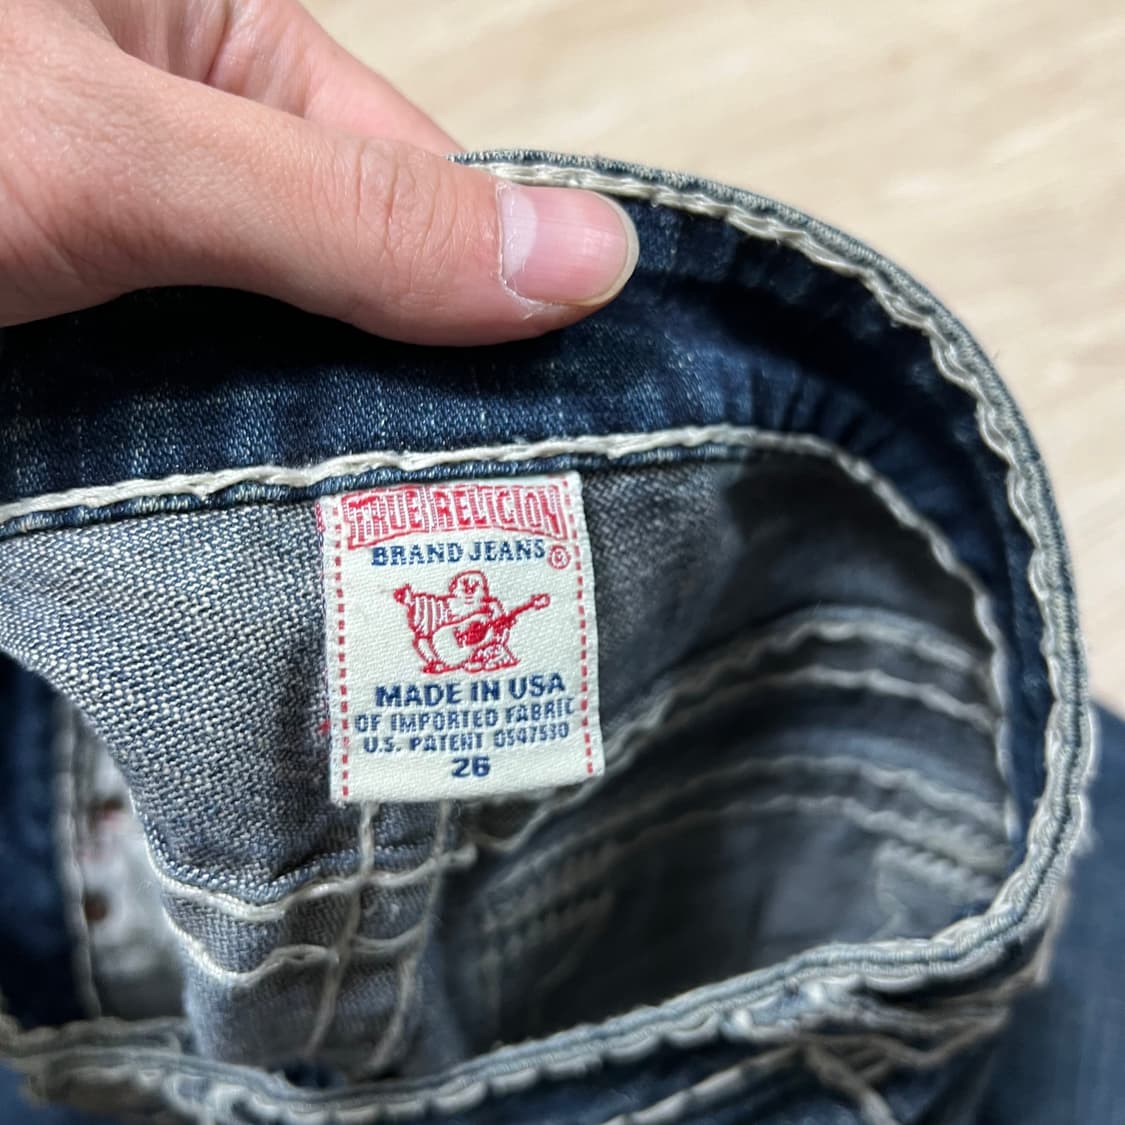 TRUE RELIGION
BRAND JEANS®
MADE IN USA
OF IMPORTED FABRIC
U.S. PATENT 0547530
26